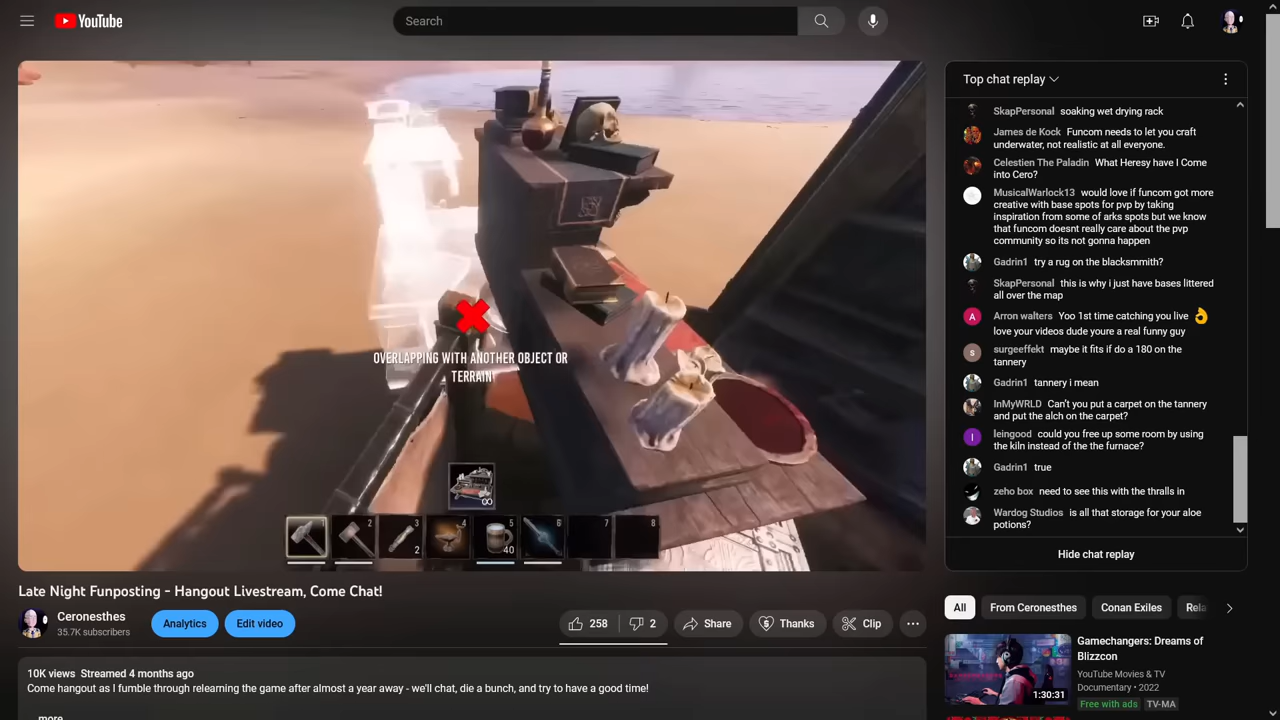 YouTube
Search
Top chat replay
SkapPersonal soaking wet drying rack
James de Kock Funcom needs to let you craft
underwater, not realistic at all everyone.
Celestien The Paladin What Heresy have I Come
into Cero?
MusicalWarlock13 would love if funcom got more
creative with base spots for pvp by taking
inspiration from some of arks spots but we know
that funcom doesnt really care about the pvp
community so its not gonna happen
Gadrin1 try a rug on the blacksmmith?
SkapPersonal this is why i just have bases littered
all over the map
A Arron walters Yoo 1st time catching you live 👌
love your videos dude youre a real funny guy
S surgeeffekt maybe it fits if do a 180 on the
tannery
Gadrin1 tannery i mean
InMyWRLD Can't you put a carpet on the tannery
and put the alch on the carpet?
l leingood could you free up some room by using
the kiln instead of the the furnace?
Gadrin1 true
zeho box need to see this with the thralls in
Wardog Studios is all that storage for your aloe
potions?
Hide chat replay
OVERLAPPING WITH ANOTHER OBJECT OR
TERRAIN
∞
1 2 3 4 5 6 7 8
2 40
Late Night Funposting - Hangout Livestream, Come Chat!
Ceronesthes
35.7K subscribers
Analytics
Edit video
258
2
Share
Thanks
Clip
10K views Streamed 4 months ago
Come hangout as I fumble through relearning the game after almost a year away - we'll chat, die a bunch, and try to have a good time!
...more
All
From Ceronesthes
Conan Exiles
Rela
Gamechangers: Dreams of
Blizzcon
YouTube Movies & TV
Documentary • 2022
Free with ads TV-MA
1:30:31